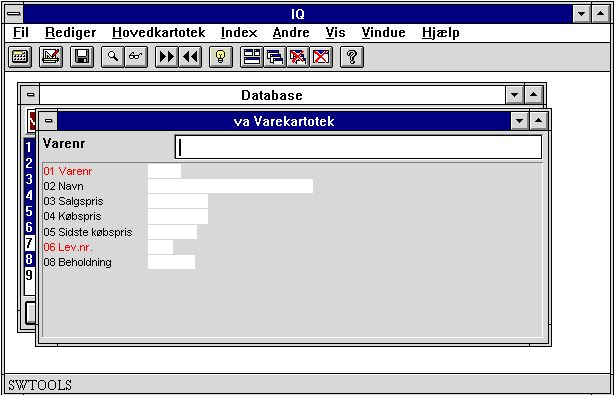 IQ
Fil Rediger Hovedkartotek Index Andre Vis Vindue Hjælp
?
Database
va Varekartotek
Varenr
1
2
3
4
5
6
7
8
9
01 Varenr
02 Navn
03 Salgspris
04 Købspris
05 Sidste købspris
06 Lev.nr.
08 Beholdning
SWTOOLS